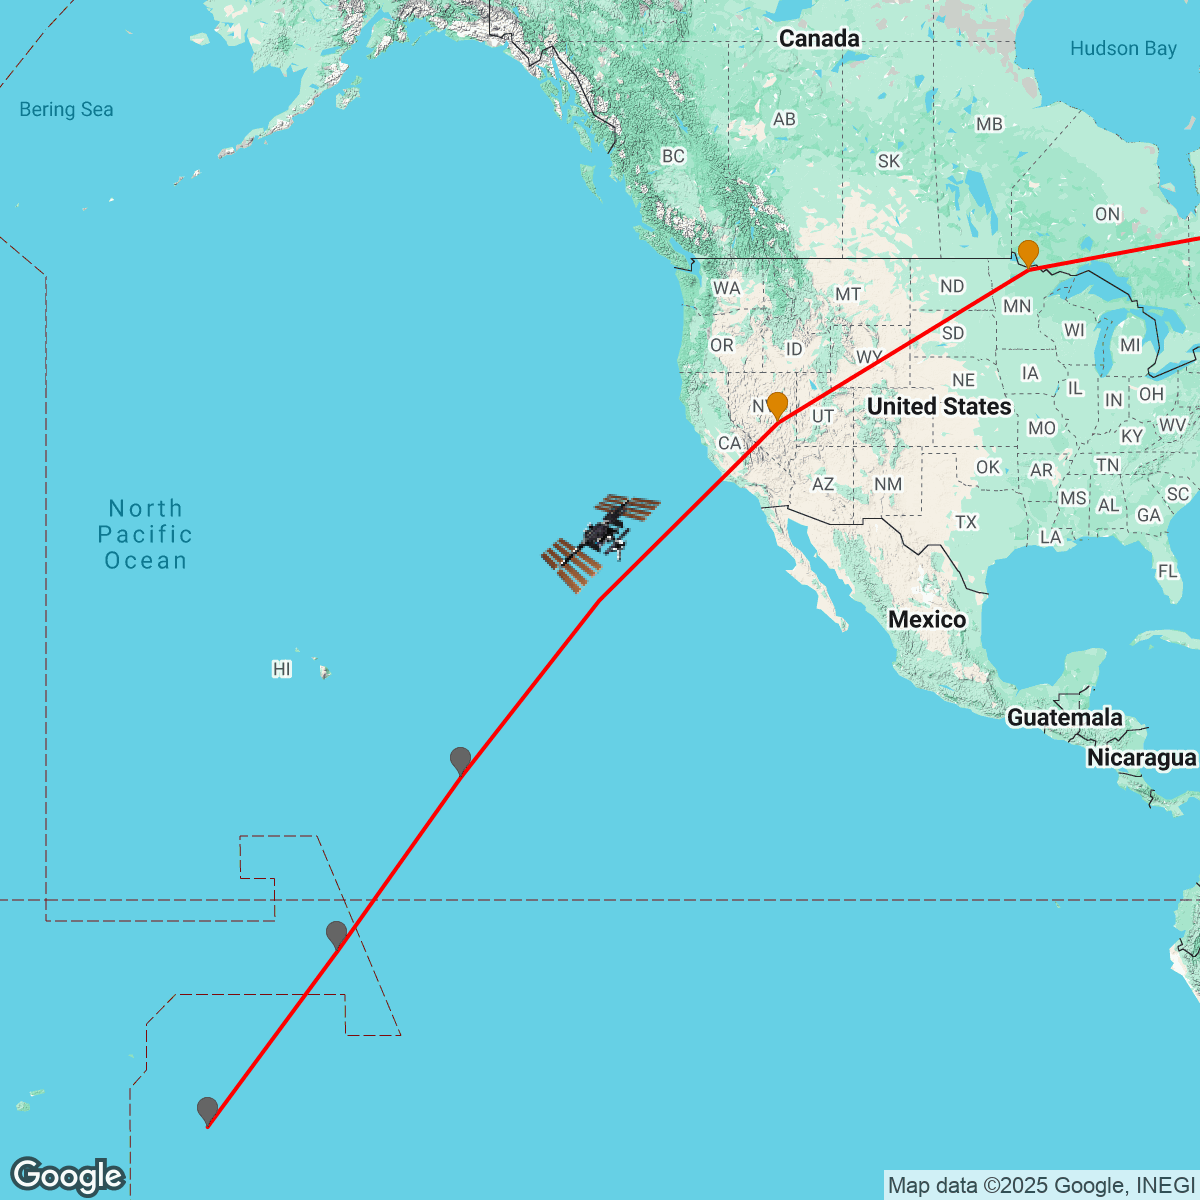 Canada
Hudson Bay
Bering Sea
AB
MB
BC
SK
ON
WA
MT
ND
MN
OR
ID
WY
SD
WI
MI
NV
UT
NE
IA
IL
IN
OH
United States
CA
MO
KY
WV
AZ
NM
OK
AR
TN
SC
MS
AL
GA
TX
LA
FL
North
Pacific
Ocean
Mexico
HI
Guatemala
Nicaragua
Google
Map data ©2025 Google, INEGI